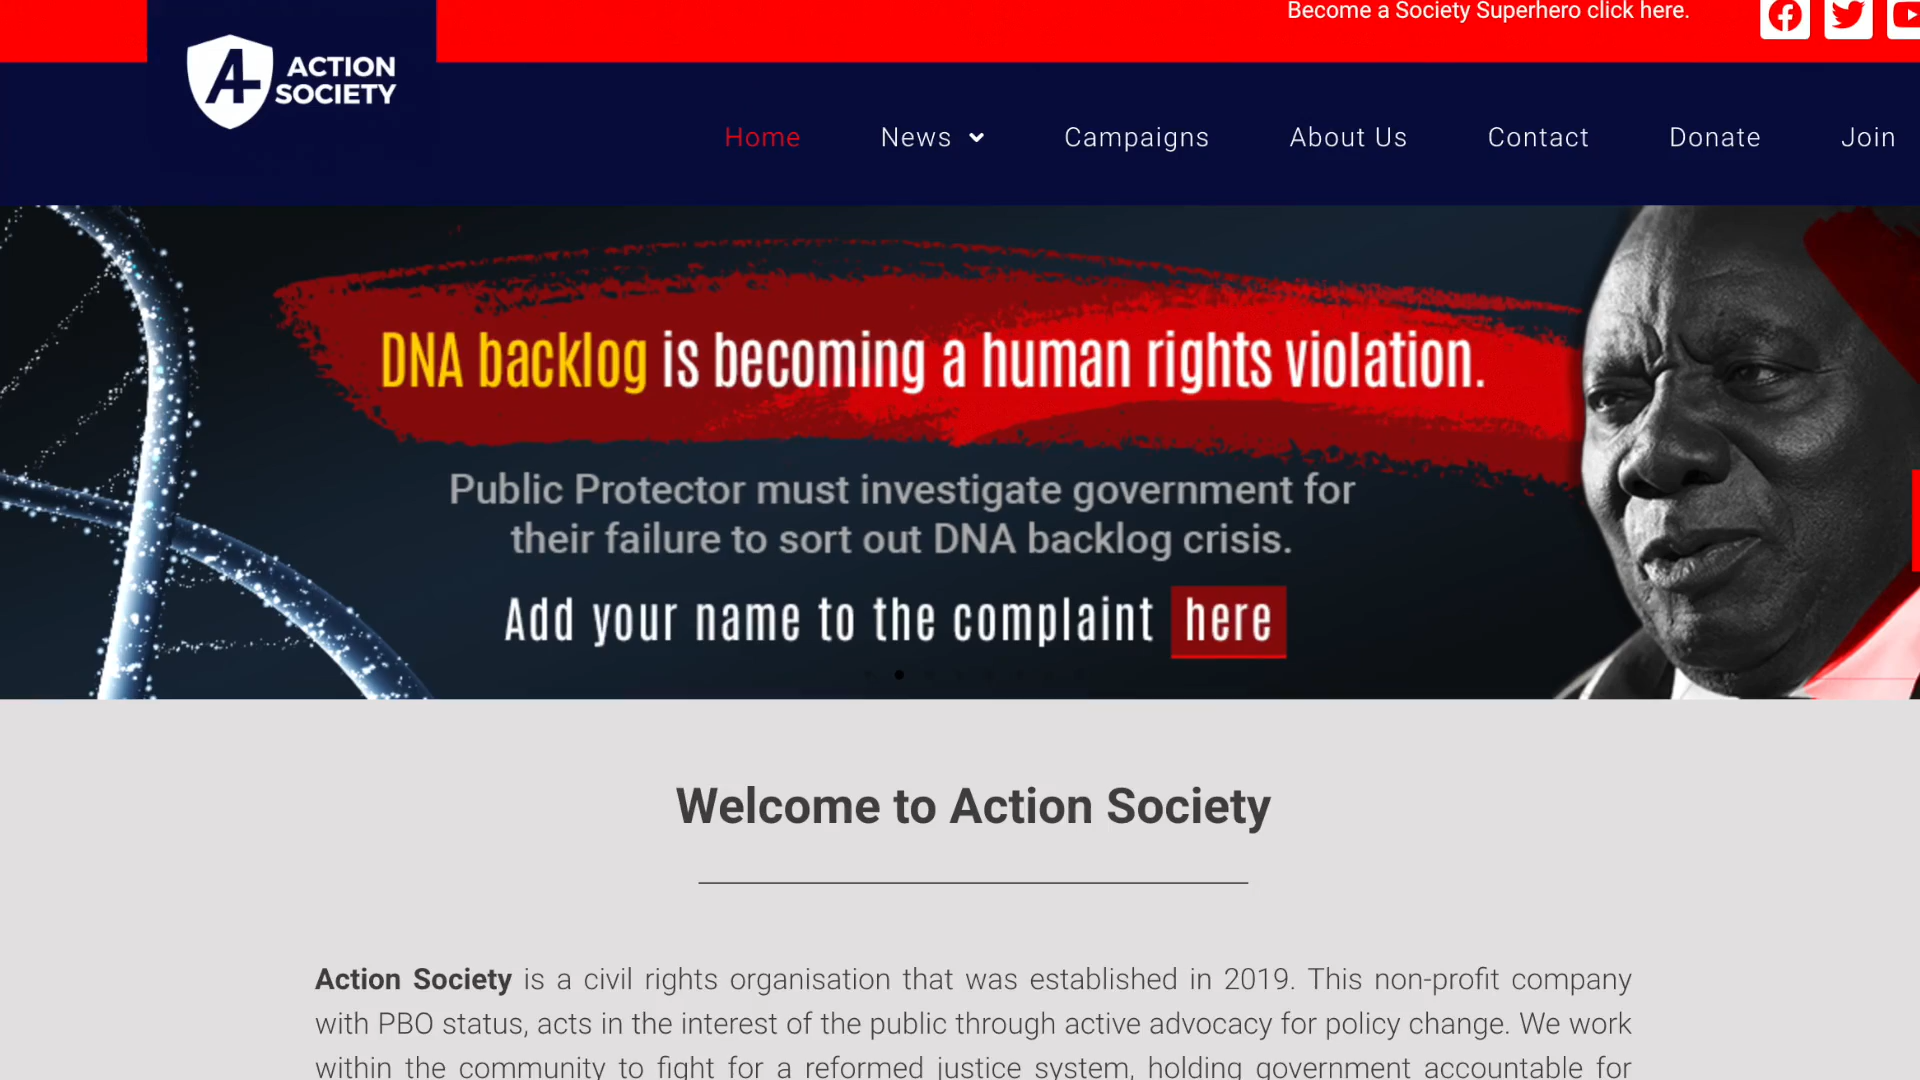 Become a Society Superhero click here.
ACTION
SOCIETY
Home News Campaigns About Us Contact Donate Join
DNA backlog is becoming a human rights violation.
Public Protector must investigate government for
their failure to sort out DNA backlog crisis.
Add your name to the complaint here
Welcome to Action Society
Action Society is a civil rights organisation that was established in 2019. This non-profit company
with PBO status, acts in the interest of the public through active advocacy for policy change. We work
within the community to fight for a reformed justice system, holding government accountable for